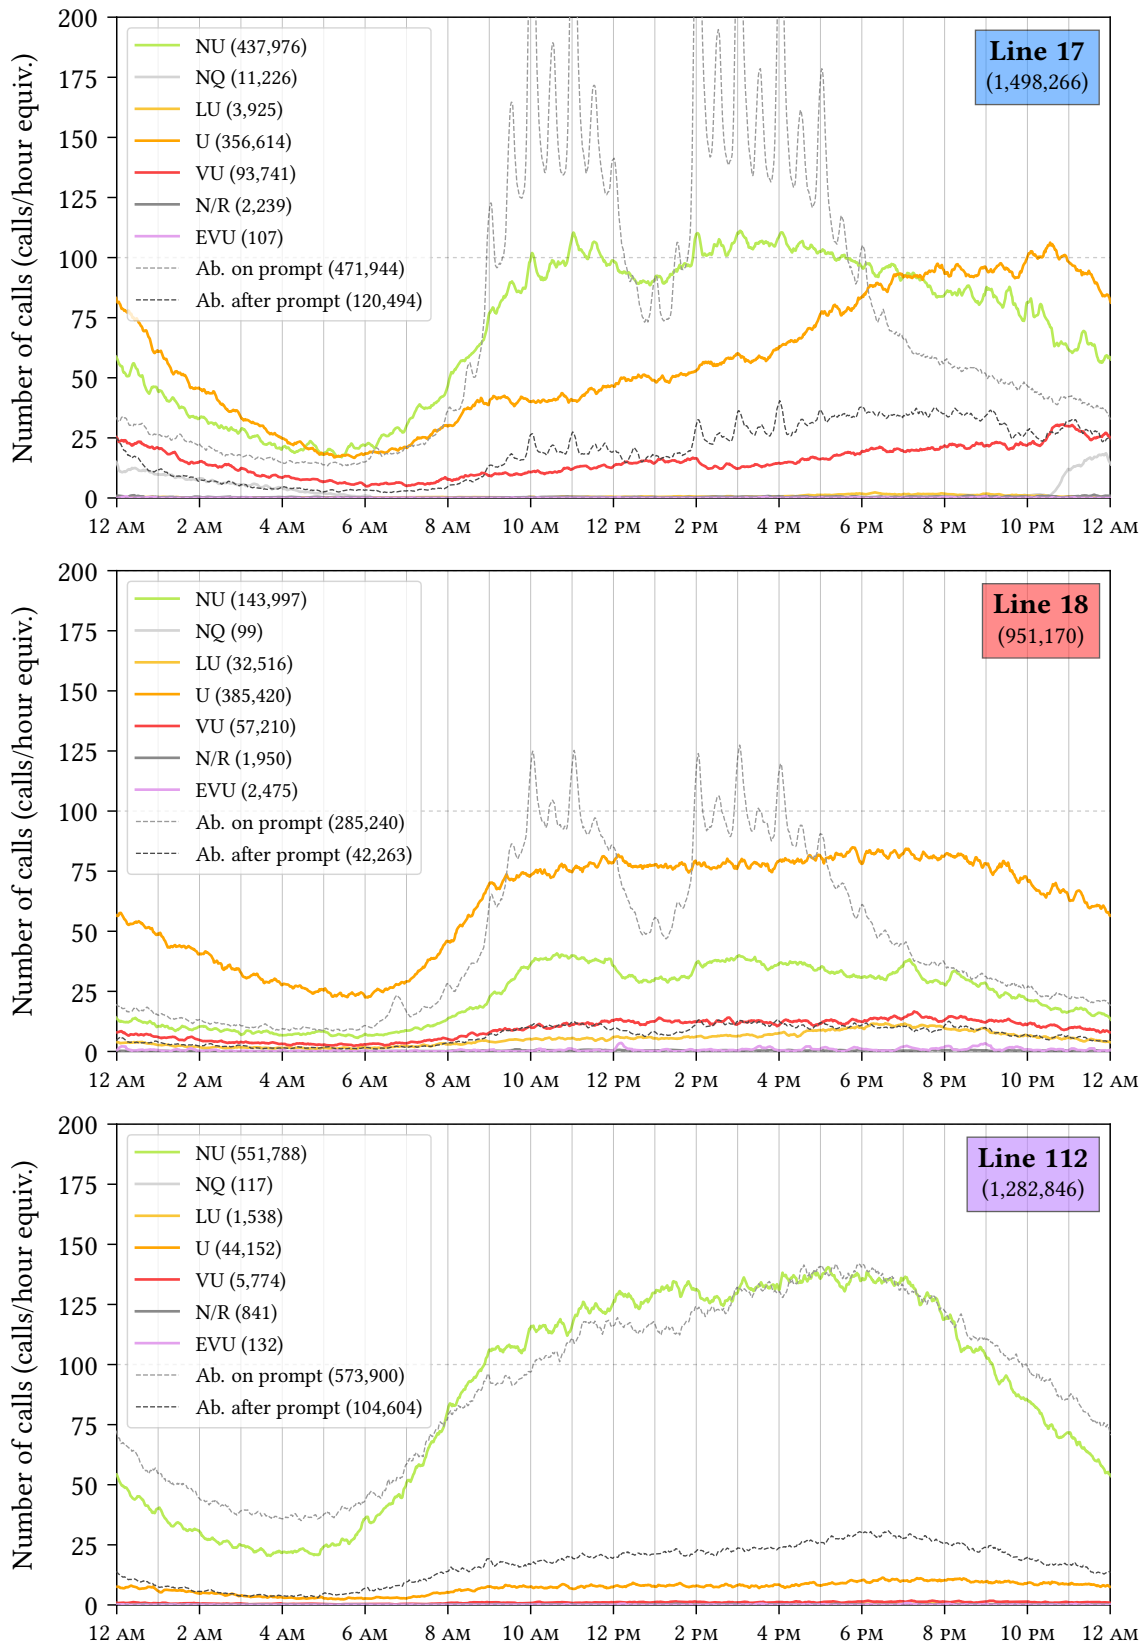 Number of calls (calls/hour equiv.)
200
175
150
125
100
75
50
25
0
NU (437,976)
NQ (11,226)
LU (3,925)
U (356,614)
VU (93,741)
N/R (2,239)
EVU (107)
Ab. on prompt (471,944)
Ab. after prompt (120,494)
Line 17
(1,498,266)
12 AM 2 AM 4 AM 6 AM 8 AM 10 AM 12 PM 2 PM 4 PM 6 PM 8 PM 10 PM 12 AM
Number of calls (calls/hour equiv.)
200
175
150
125
100
75
50
25
0
NU (143,997)
NQ (99)
LU (32,516)
U (385,420)
VU (57,210)
N/R (1,950)
EVU (2,475)
Ab. on prompt (285,240)
Ab. after prompt (42,263)
Line 18
(951,170)
12 AM 2 AM 4 AM 6 AM 8 AM 10 AM 12 PM 2 PM 4 PM 6 PM 8 PM 10 PM 12 AM
Number of calls (calls/hour equiv.)
200
175
150
125
100
75
50
25
0
NU (551,788)
NQ (117)
LU (1,538)
U (44,152)
VU (5,774)
N/R (841)
EVU (132)
Ab. on prompt (573,900)
Ab. after prompt (104,604)
Line 112
(1,282,846)
12 AM 2 AM 4 AM 6 AM 8 AM 10 AM 12 PM 2 PM 4 PM 6 PM 8 PM 10 PM 12 AM